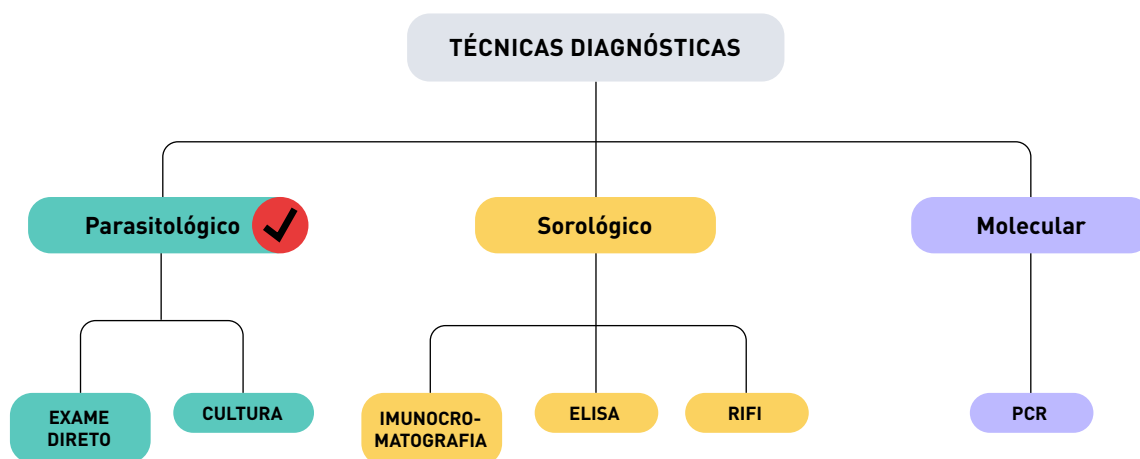 TÉCNICAS DIAGNÓSTICAS
Parasitológico
Sorológico
Molecular
EXAME
DIRETO
CULTURA
IMUNOCRO-
MATOGRAFIA
ELISA
RIFI
PCR